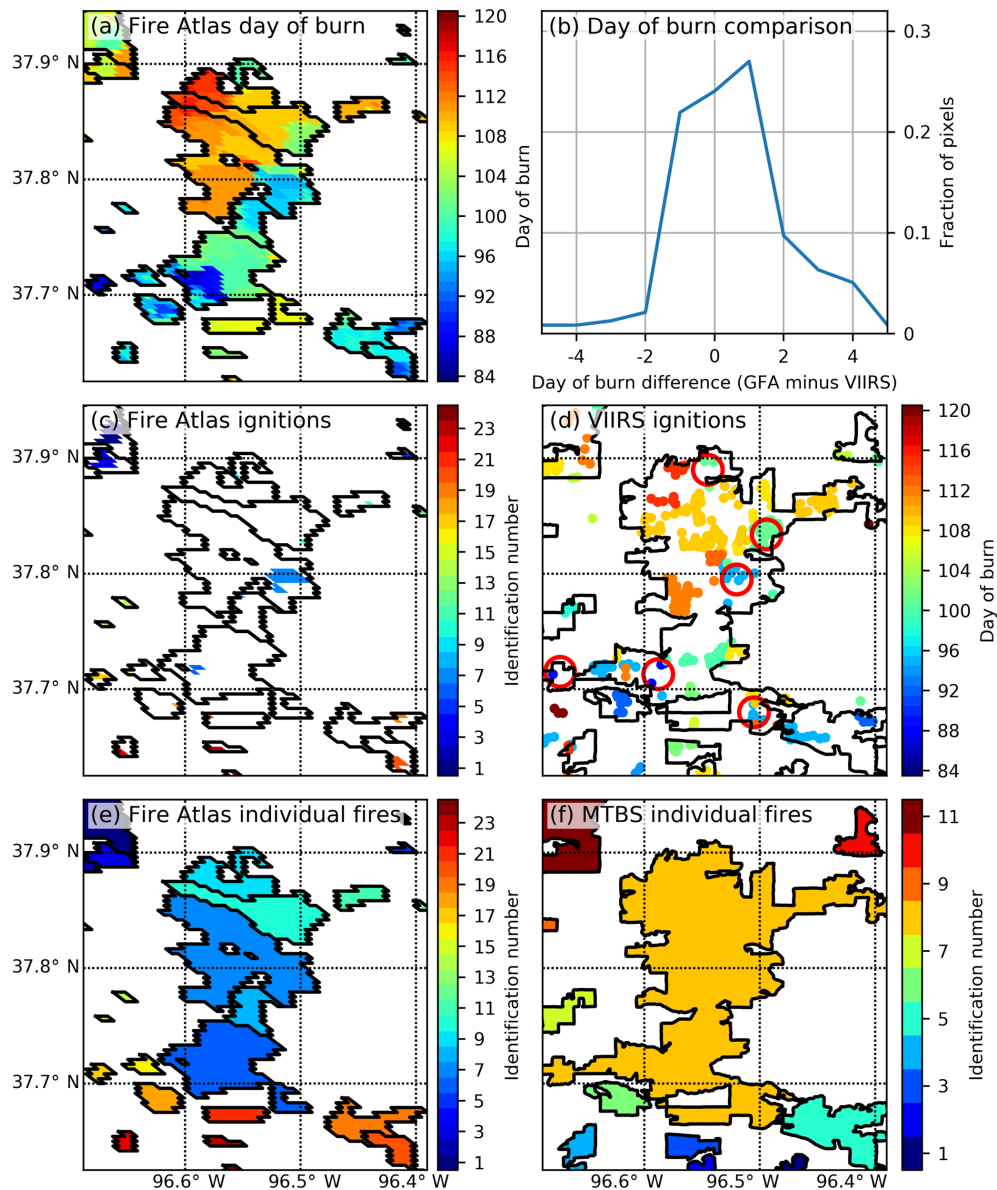 (a) Fire Atlas day of burn
37.9° N
37.8° N
37.7° N
120
116
112
108
104
100
96
92
88
84
Day of burn
(b) Day of burn comparison
0.3
0.2
0.1
0
Fraction of pixels
-4 -2 0 2 4
Day of burn difference (GFA minus VIIRS)
(c) Fire Atlas ignitions
37.9° N
37.8° N
37.7° N
23
21
19
17
15
13
11
9
7
5
3
1
Identification number
(d) VIIRS ignitions
120
116
112
108
104
100
96
92
88
84
Day of burn
(e) Fire Atlas individual fires
37.9° N
37.8° N
37.7° N
96.6° W 96.5° W 96.4° W
23
21
19
17
15
13
11
9
7
5
3
1
Identification number
(f) MTBS individual fires
96.6° W 96.5° W 96.4° W
11
9
7
5
3
1
Identification number